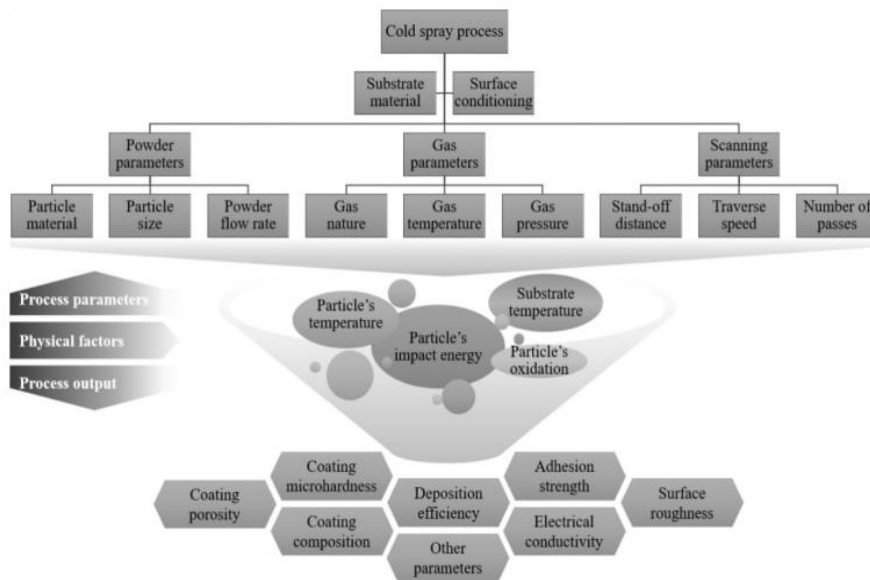 Cold spray process
Substrate
material
Surface
conditioning
Powder
parameters
Gas
parameters
Scanning
parameters
Particle
material
Particle
size
Powder
flow rate
Gas
nature
Gas
temperature
Gas
pressure
Stand-off
distance
Traverse
speed
Number of
passes
Process parameters
Physical factors
Process output
Particle's
temperature
Particle's
impact energy
Substrate
temperature
Particle's
oxidation
Coating
porosity
Coating
microhardness
Coating
composition
Deposition
efficiency
Other
parameters
Adhesion
strength
Electrical
conductivity
Surface
roughness